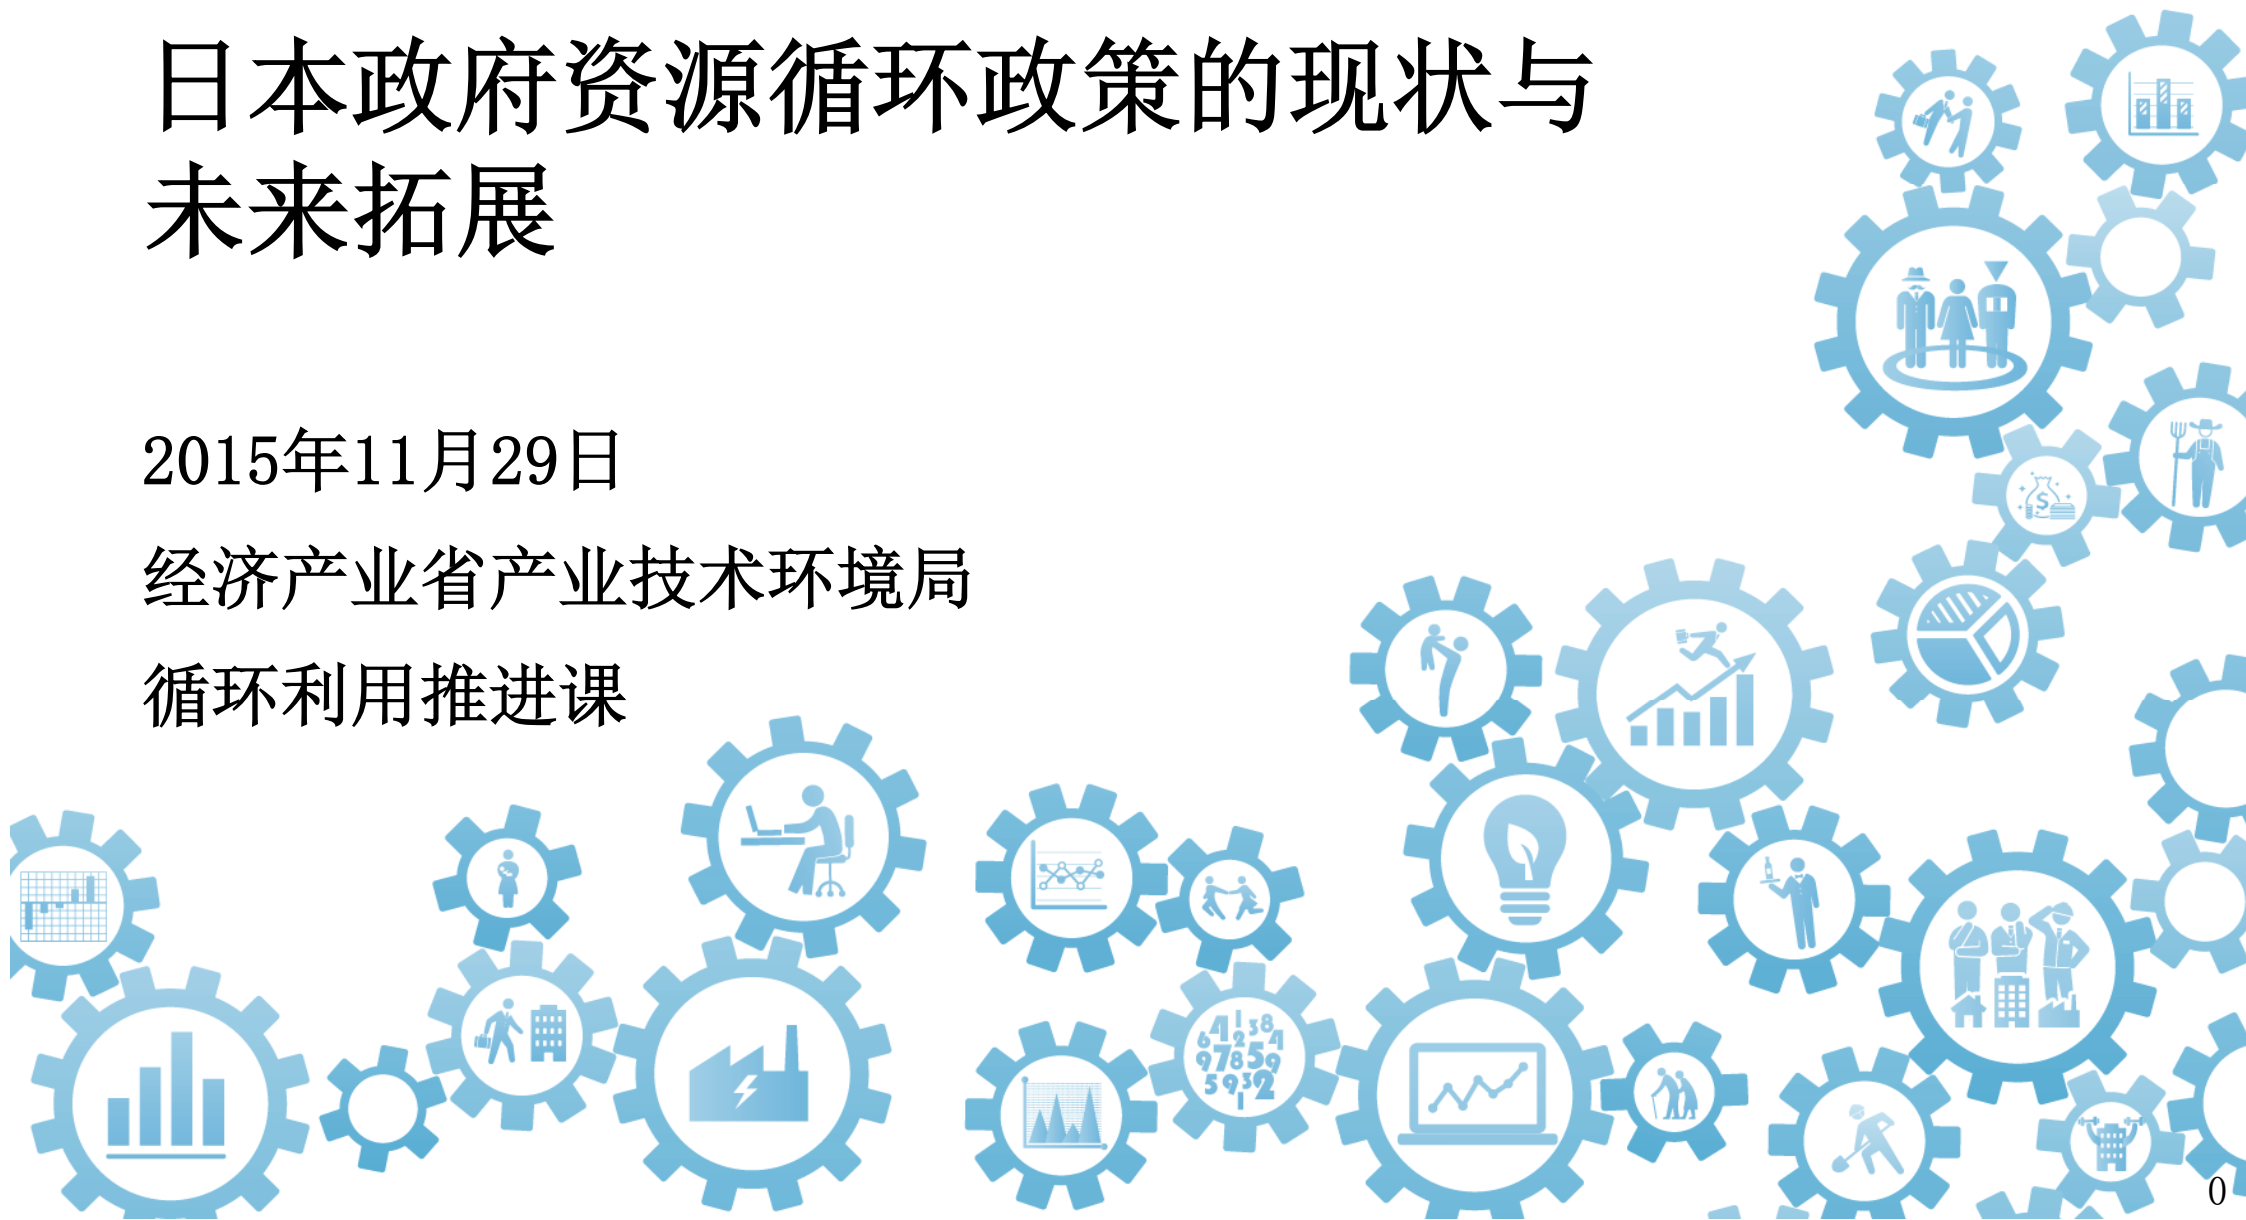 日本政府资源循环政策的现状与
未来拓展
2015年11月29日
经济产业省产业技术环境局
循环利用推进课
0